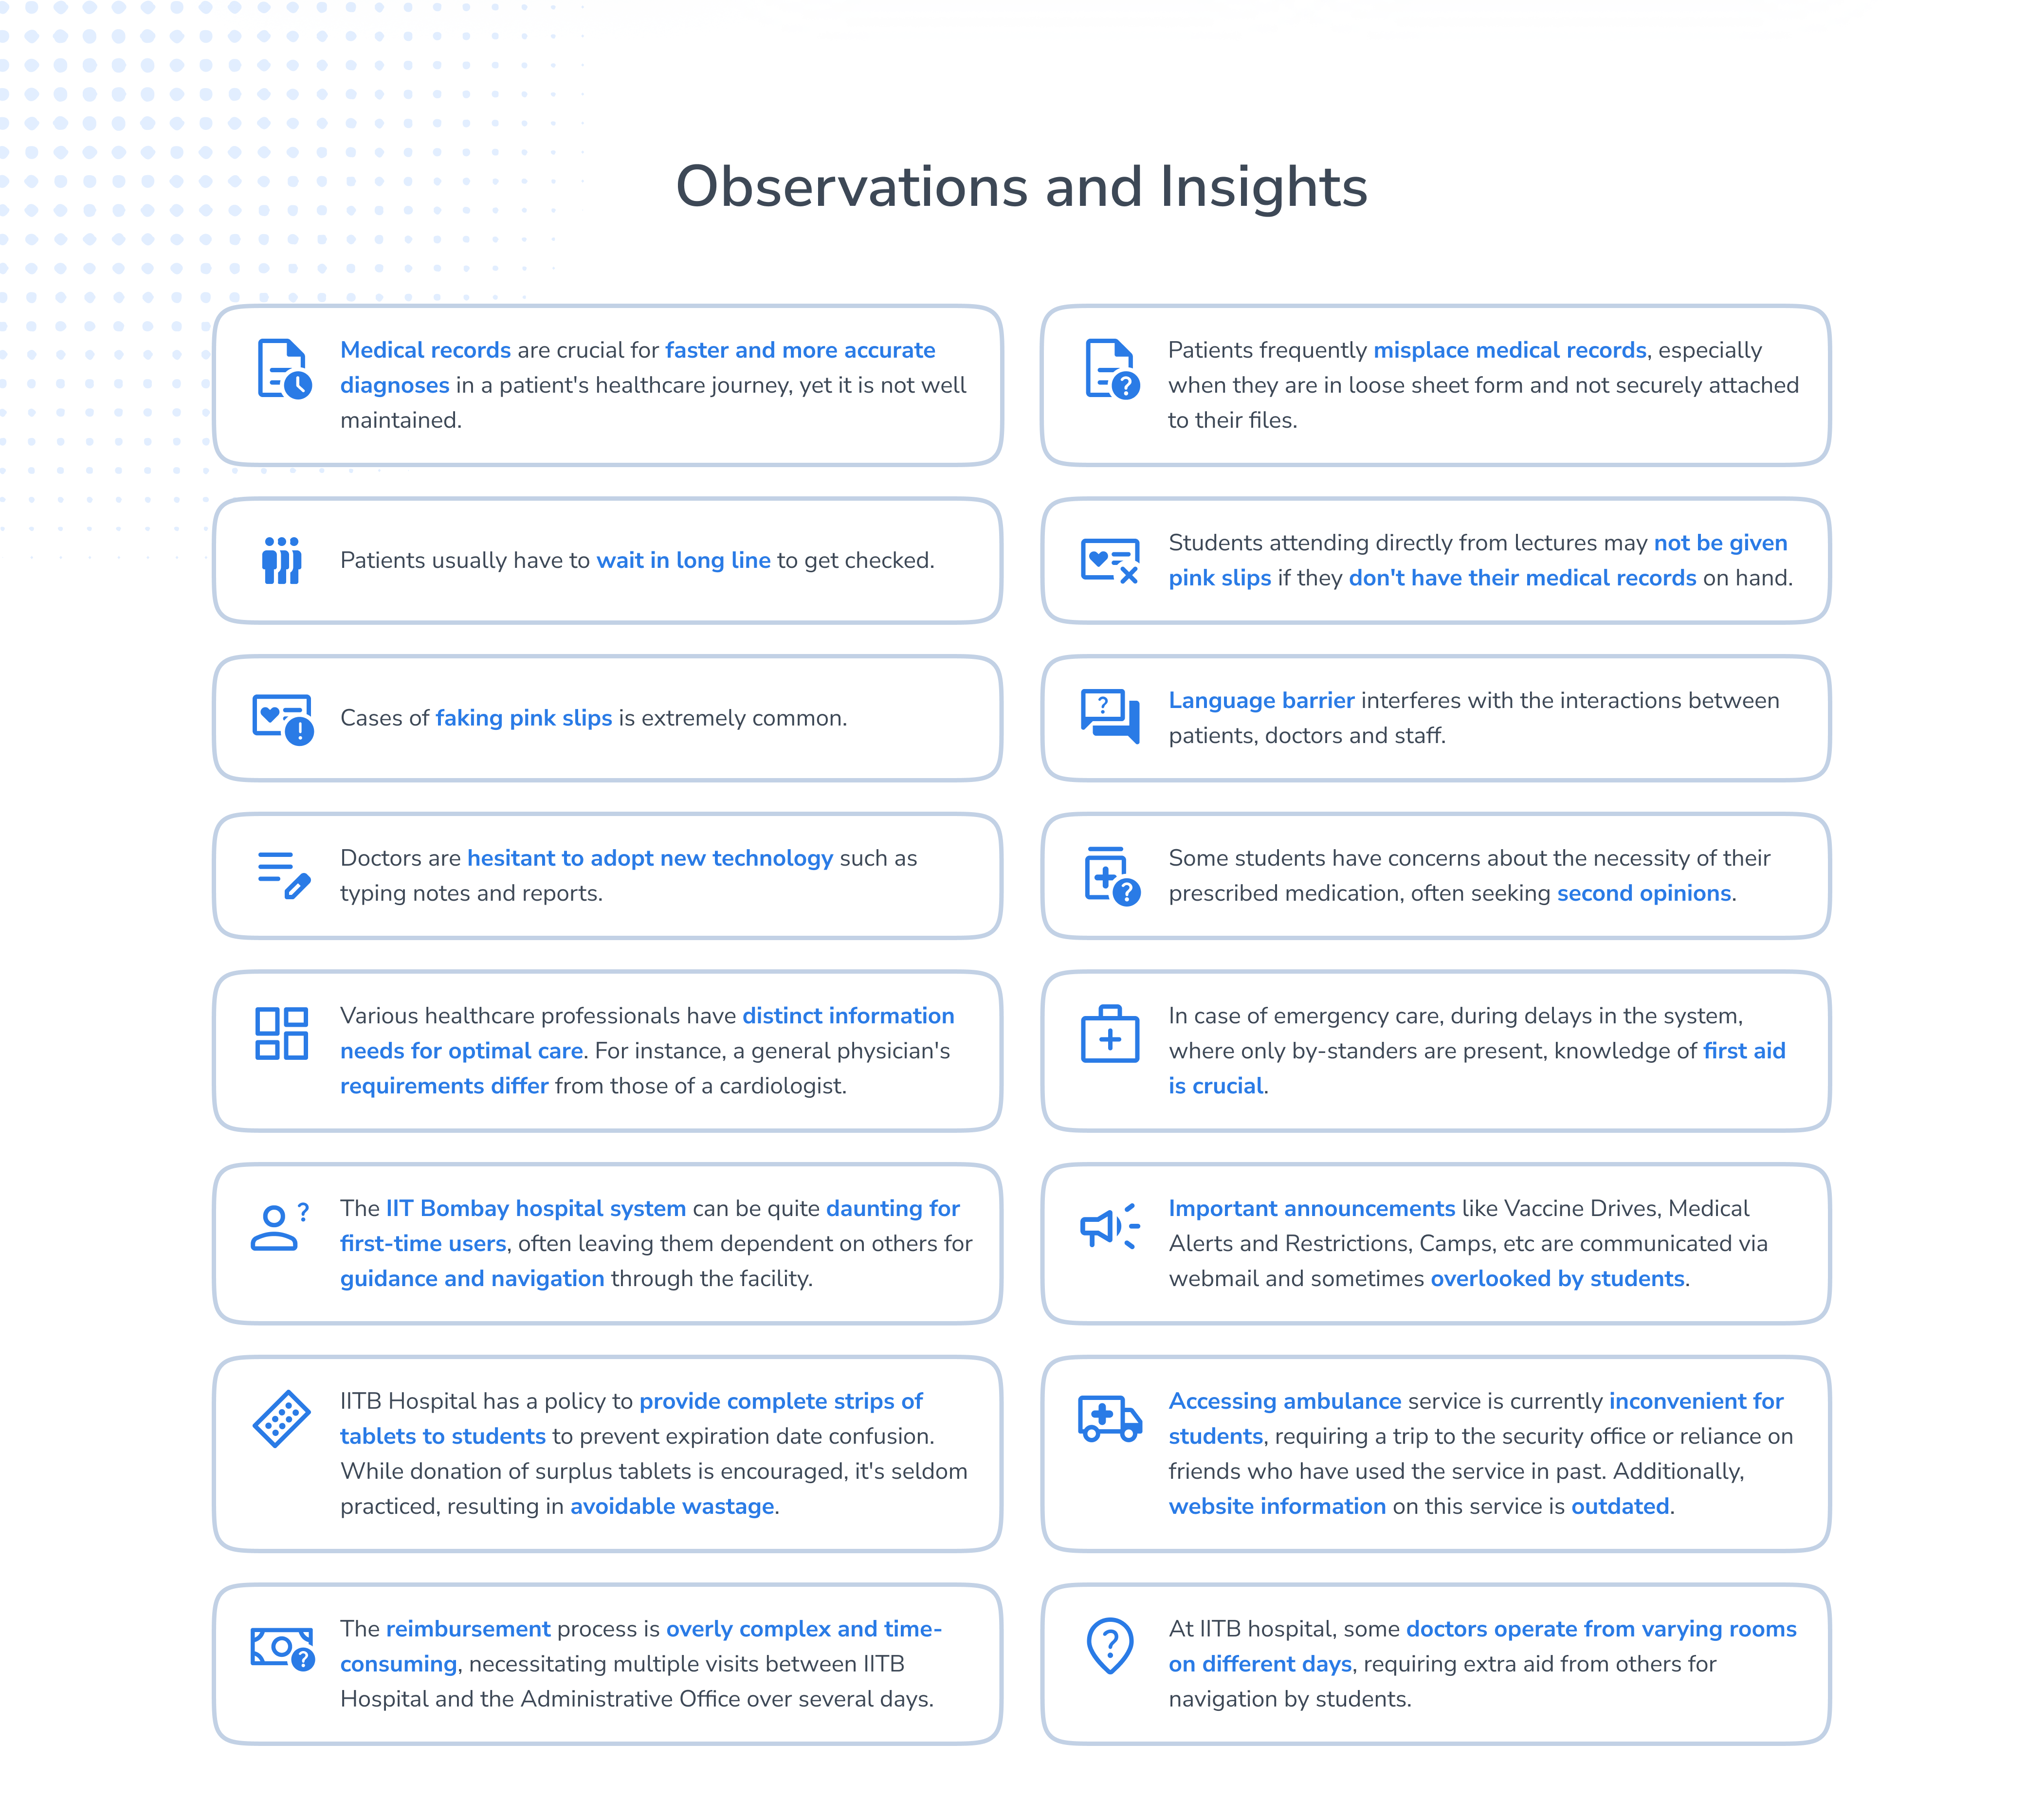 Observations and Insights
Medical records are crucial for faster and more accurate
diagnoses in a patient's healthcare journey, yet it is not well
maintained.
Patients frequently misplace medical records, especially
when they are in loose sheet form and not securely attached
to their files.
Patients usually have to wait in long line to get checked.
Students attending directly from lectures may not be given
pink slips if they don't have their medical records on hand.
Cases of faking pink slips is extremely common.
Language barrier interferes with the interactions between
patients, doctors and staff.
Doctors are hesitant to adopt new technology such as
typing notes and reports.
Some students have concerns about the necessity of their
prescribed medication, often seeking second opinions.
Various healthcare professionals have distinct information
needs for optimal care. For instance, a general physician's
requirements differ from those of a cardiologist.
In case of emergency care, during delays in the system,
where only by-standers are present, knowledge of first aid
is crucial.
The IIT Bombay hospital system can be quite daunting for
first-time users, often leaving them dependent on others for
guidance and navigation through the facility.
Important announcements like Vaccine Drives, Medical
Alerts and Restrictions, Camps, etc are communicated via
webmail and sometimes overlooked by students.
IITB Hospital has a policy to provide complete strips of
tablets to students to prevent expiration date confusion.
While donation of surplus tablets is encouraged, it's seldom
practiced, resulting in avoidable wastage.
Accessing ambulance service is currently inconvenient for
students, requiring a trip to the security office or reliance on
friends who have used the service in past. Additionally,
website information on this service is outdated.
The reimbursement process is overly complex and time-
consuming, necessitating multiple visits between IITB
Hospital and the Administrative Office over several days.
At IITB hospital, some doctors operate from varying rooms
on different days, requiring extra aid from others for
navigation by students.